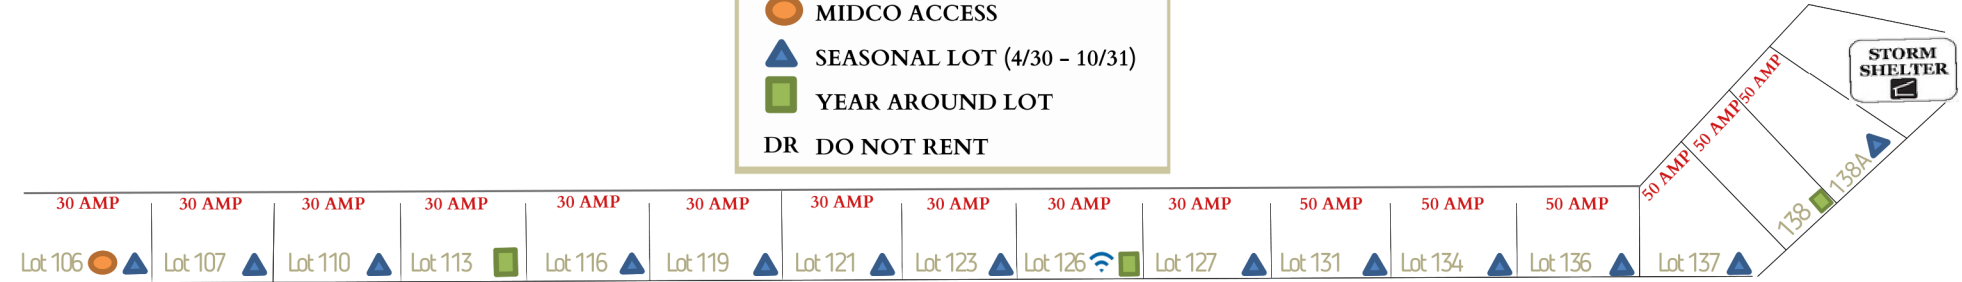 MIDCO ACCESS
SEASONAL LOT (4/30 – 10/31)
YEAR AROUND LOT
DR DO NOT RENT
STORM
SHELTER
50 AMP
50 AMP
50 AMP
138A
138
30 AMP 30 AMP 30 AMP 30 AMP 30 AMP 30 AMP 30 AMP 30 AMP 30 AMP 30 AMP 50 AMP 50 AMP 50 AMP
Lot 106 Lot 107 Lot 110 Lot 113 Lot 116 Lot 119 Lot 121 Lot 123 Lot 126 Lot 127 Lot 131 Lot 134 Lot 136 Lot 137